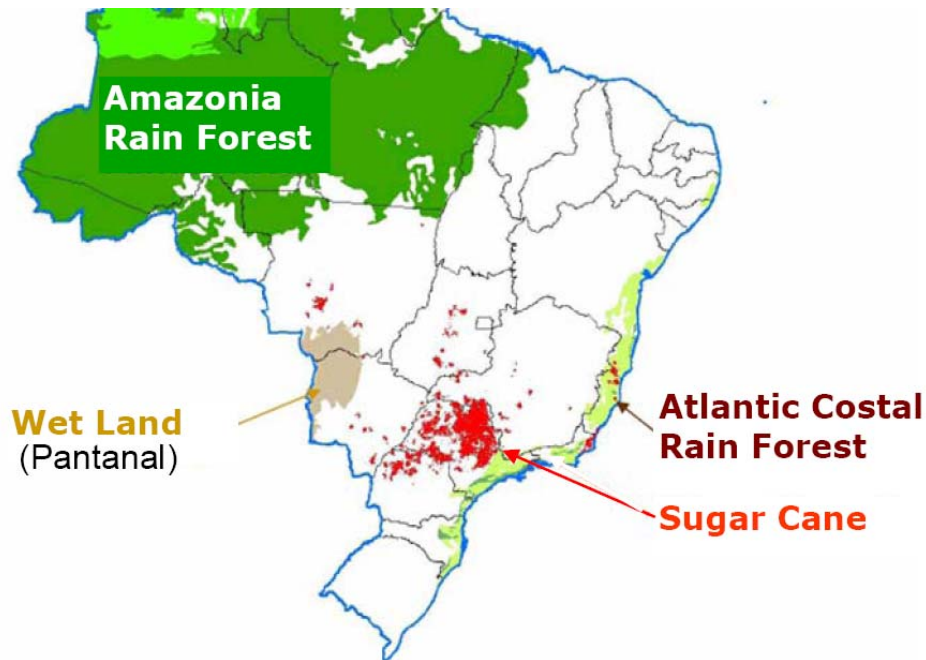 Amazonia
Rain Forest
Wet Land
(Pantanal)
Atlantic Costal
Rain Forest
Sugar Cane